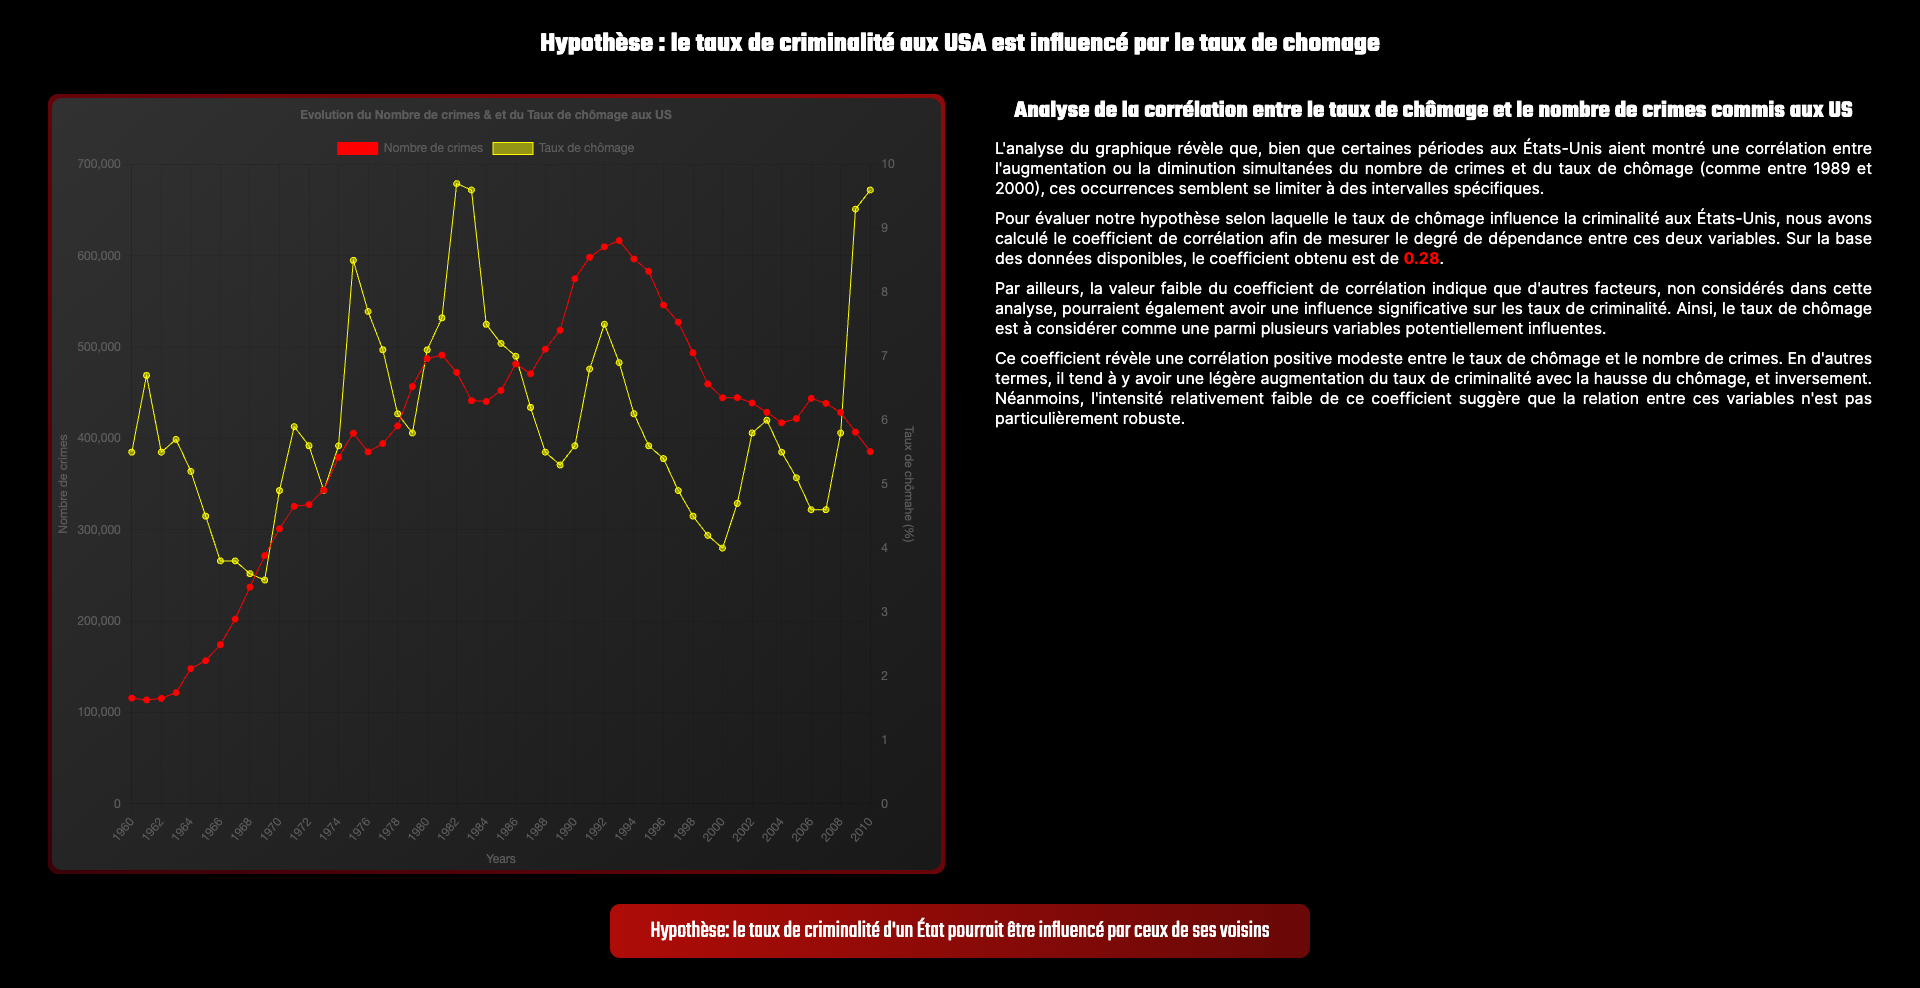 Hypothèse : le taux de criminalité aux USA est influencé par le taux de chomage
Evolution du Nombre de crimes & et du Taux de chômage aux US
Nombre de crimes
Taux de chômage
700,000
600,000
500,000
400,000
300,000
200,000
100,000
0
Nombre de crimes
10
9
8
7
6
5
4
3
2
1
0
Taux de chômahe (%)
1960
1962
1964
1966
1968
1970
1972
1974
1976
1978
1980
1982
1984
1986
1988
1990
1992
1994
1996
1998
2000
2002
2004
2006
2008
2010
Years
Analyse de la corrélation entre le taux de chômage et le nombre de crimes commis aux US
L'analyse du graphique révèle que, bien que certaines périodes aux États-Unis aient montré une corrélation entre
l'augmentation ou la diminution simultanées du nombre de crimes et du taux de chômage (comme entre 1989 et
2000), ces occurrences semblent se limiter à des intervalles spécifiques.
Pour évaluer notre hypothèse selon laquelle le taux de chômage influence la criminalité aux États-Unis, nous avons
calculé le coefficient de corrélation afin de mesurer le degré de dépendance entre ces deux variables. Sur la base
des données disponibles, le coefficient obtenu est de 0.28.
Par ailleurs, la valeur faible du coefficient de corrélation indique que d'autres facteurs, non considérés dans cette
analyse, pourraient également avoir une influence significative sur les taux de criminalité. Ainsi, le taux de chômage
est à considérer comme une parmi plusieurs variables potentiellement influentes.
Ce coefficient révèle une corrélation positive modeste entre le taux de chômage et le nombre de crimes. En d'autres
termes, il tend à y avoir une légère augmentation du taux de criminalité avec la hausse du chômage, et inversement.
Néanmoins, l'intensité relativement faible de ce coefficient suggère que la relation entre ces variables n'est pas
particulièrement robuste.
Hypothèse: le taux de criminalité d'un État pourrait être influencé par ceux de ses voisins